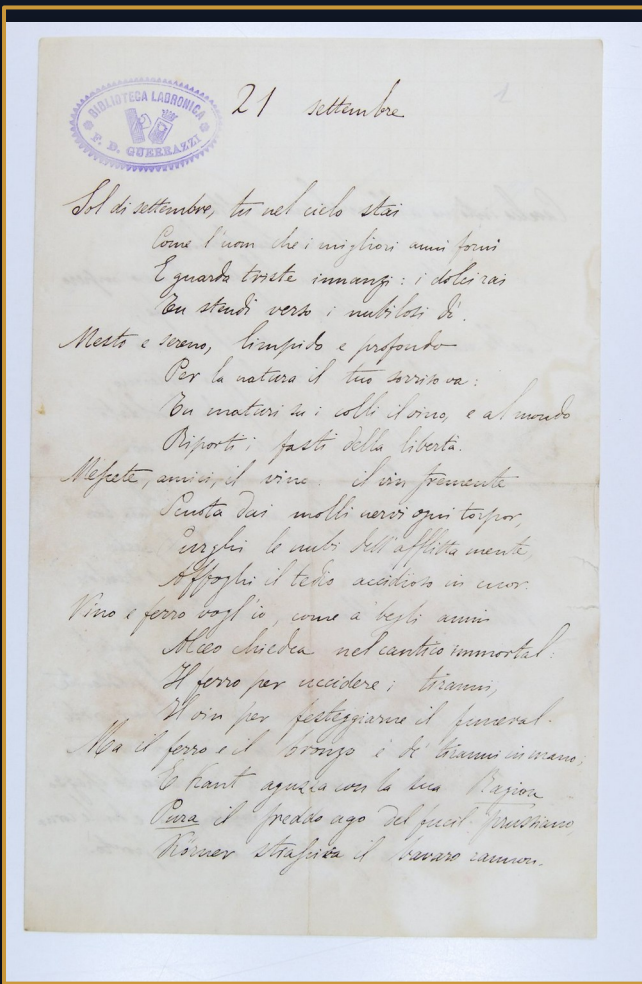 BIBLIOTECA LABRONICA
F. D. GUERRAZZI
1
21 settembre
Sol di settembre, tu nel cielo stai
Come l'uom che i migliori anni fornì
E guarda triste innanzi: i dolci rai
Tu stendi verso i nubilosi dì.
Mesto e sereno, limpido e profondo
Per la natura il tuo sorriso va:
Tu maturi su i colli il vino, e al mondo
Riporti i fasti della libertà.
Mescete, amici, il vino. il vin fremente
Scuota dai molli nervi ogni torpor,
Purghi le nubi dell'afflitta mente,
Affoghi il tedio accidioso in cuor.
Vino e ferro vogl'io, come a' begli anni
Alceo chiedea nel cantico immortal:
Il ferro per uccidere i tiranni,
Il vin per festeggiarne il funeral.
Ma il ferro e il bronzo è de' tiranni in mano;
E Kant aguzza con la sua Ragion
Pura il freddo ago del fucil prussiano,
Körner strascica il bavaro cannon.